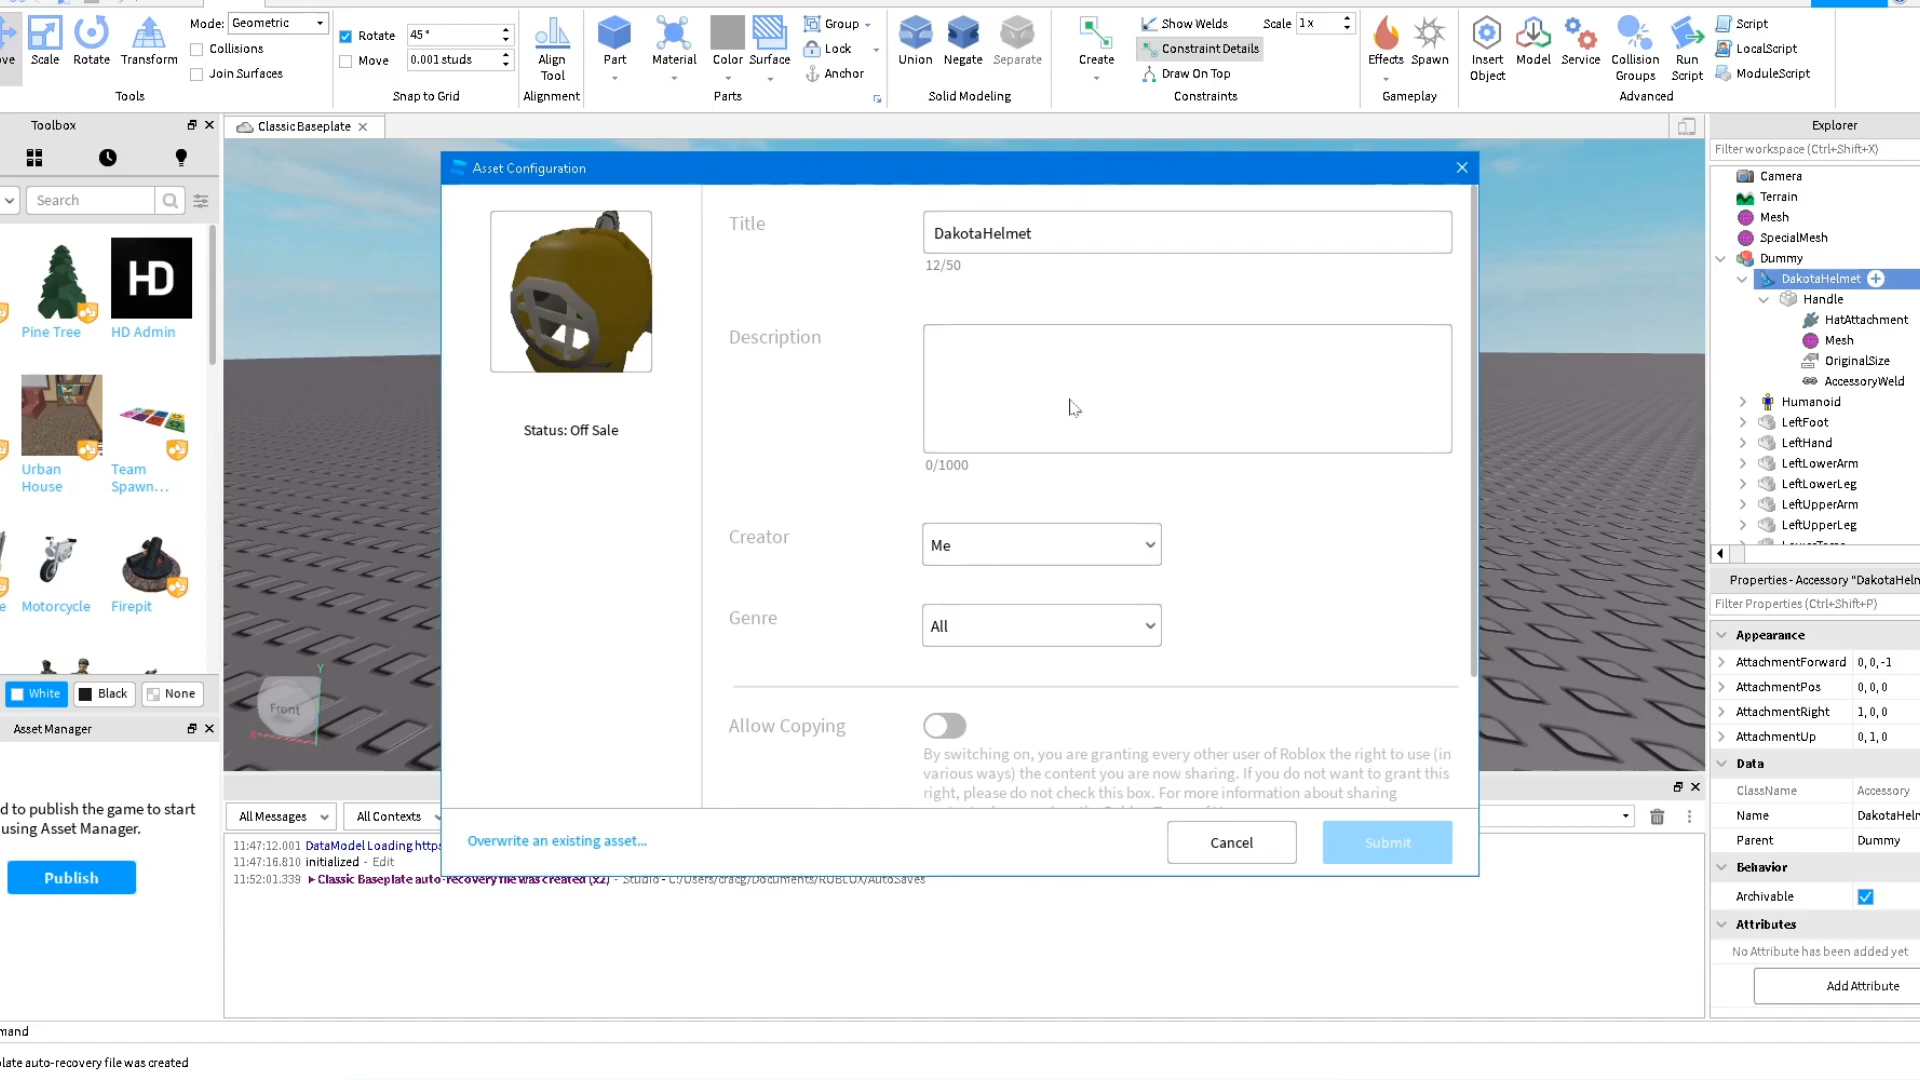 Mode: Geometric
Collisions
Join Surfaces
Scale
Rotate
Transform
Tools
Rotate 45°
Move 0.001 studs
Snap to Grid
Align
Tool
Alignment
Part
Material
Color
Surface
Group
Lock
Anchor
Parts
Union
Negate
Separate
Solid Modeling
Create
Show Welds
Scale 1x
Constraint Details
Draw On Top
Constraints
Effects
Spawn
Gameplay
Insert
Object
Model
Service
Collision
Groups
Run
Script
Script
LocalScript
ModuleScript
Advanced
Toolbox
Search
HD
Pine Tree
HD Admin
Urban
House
Team
Spawn...
Motorcycle
Firepit
White
Black
None
Asset Manager
d to publish the game to start
using Asset Manager.
Publish
Classic Baseplate
Front
Y
Asset Configuration
Status: Off Sale
Title
DakotaHelmet
12/50
Description
0/1000
Creator
Me
Genre
All
Allow Copying
By switching on, you are granting every other user of Roblox the right to use (in
various ways) the content you are now sharing. If you do not want to grant this
right, please do not check this box. For more information about sharing
Overwrite an existing asset...
Cancel
Submit
All Messages
All Contexts
11:47:12.001 DataModel Loading https
11:47:16.810 initialized - Edit
11:52:01.339 Classic Baseplate auto-recovery file was created (x2) - Studio - C:/Users/cracg/Documents/ROBLOX/AutoSaves
Explorer
Filter workspace (Ctrl+Shift+X)
Camera
Terrain
Mesh
SpecialMesh
Dummy
DakotaHelmet
Handle
HatAttachment
Mesh
OriginalSize
AccessoryWeld
Humanoid
LeftFoot
LeftHand
LeftLowerArm
LeftLowerLeg
LeftUpperArm
LeftUpperLeg
Properties - Accessory "DakotaHeln
Filter Properties (Ctrl+Shift+P)
Appearance
AttachmentForward 0, 0, -1
AttachmentPos 0, 0, 0
AttachmentRight 1, 0, 0
AttachmentUp 0, 1, 0
Data
ClassName Accessory
Name DakotaHeln
Parent Dummy
Behavior
Archivable
Attributes
No Attribute has been added yet
Add Attribute
mand
plate auto-recovery file was created